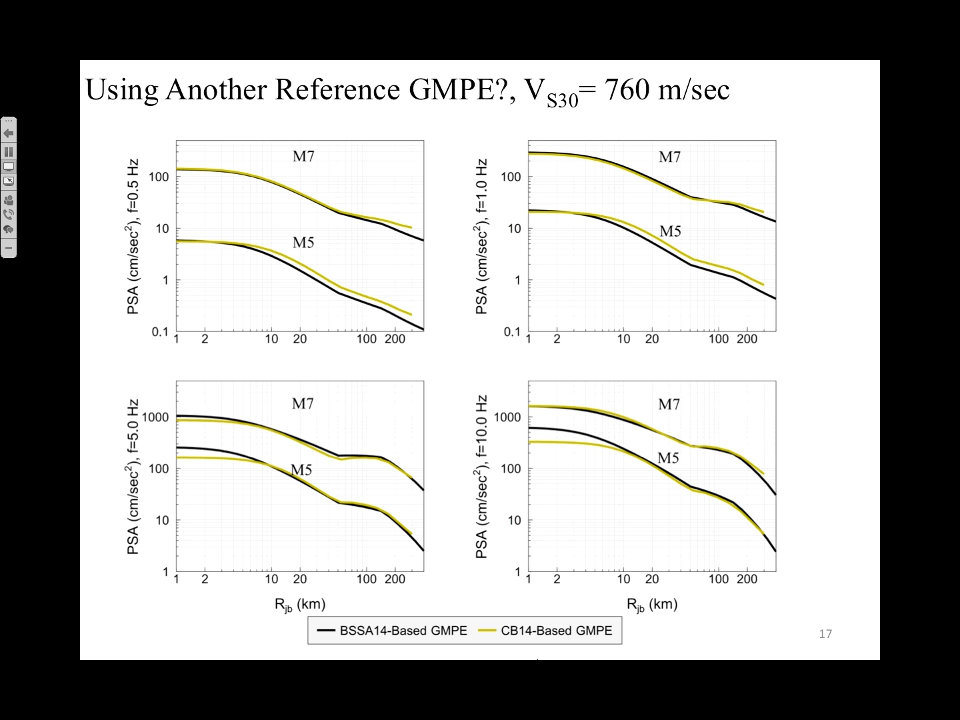 Using Another Reference GMPE?, VS30= 760 m/sec
PSA (cm/sec2), f=0.5 Hz
100
10
1
0.1
M7
M5
1 2 10 20 100 200
PSA (cm/sec2), f=1.0 Hz
100
10
1
0.1
M7
M5
1 2 10 20 100 200
PSA (cm/sec2), f=5.0 Hz
1000
100
10
1
M7
M5
1 2 10 20 100 200
Rjb (km)
PSA (cm/sec2), f=10.0 Hz
1000
100
10
1
M7
M5
1 2 10 20 100 200
Rjb (km)
BSSA14-Based GMPE CB14-Based GMPE
17